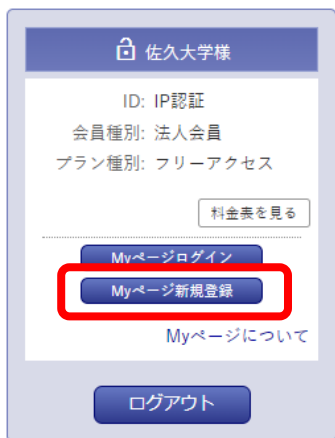 佐久大学様
ID: IP認証
会員種別: 法人会員
プラン種別: フリーアクセス
料金表を見る
Myページログイン
Myページ新規登録
Myページについて
ログアウト